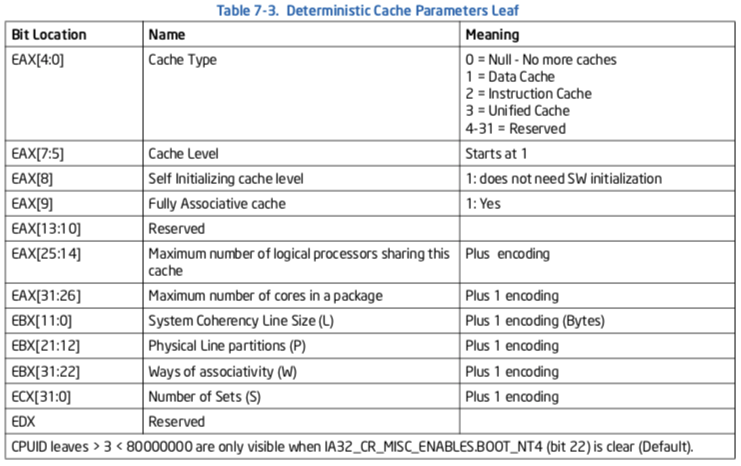 Table 7-3. Deterministic Cache Parameters Leaf
Bit Location Name Meaning
EAX[4:0] Cache Type 0 = Null - No more caches
1 = Data Cache
2 = Instruction Cache
3 = Unified Cache
4-31 = Reserved
EAX[7:5] Cache Level Starts at 1
EAX[8] Self Initializing cache level 1: does not need SW initialization
EAX[9] Fully Associative cache 1: Yes
EAX[13:10] Reserved
EAX[25:14] Maximum number of logical processors sharing this Plus encoding
cache
EAX[31:26] Maximum number of cores in a package Plus 1 encoding
EBX[11:0] System Coherency Line Size (L) Plus 1 encoding (Bytes)
EBX[21:12] Physical Line partitions (P) Plus 1 encoding
EBX[31:22] Ways of associativity (W) Plus 1 encoding
ECX[31:0] Number of Sets (S) Plus 1 encoding
EDX Reserved
CPUID leaves > 3 < 80000000 are only visible when IA32_CR_MISC_ENABLES.BOOT_NT4 (bit 22) is clear (Default).